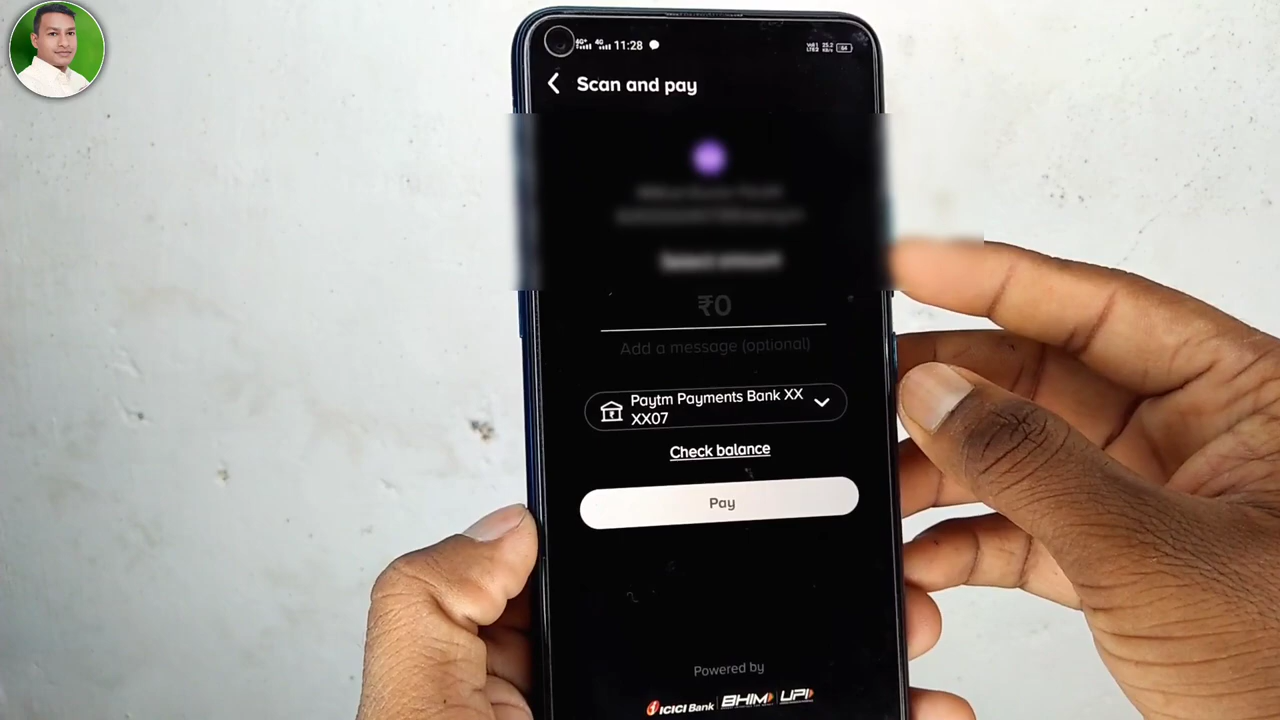 11:28
Scan and pay
₹0
Add a message (optional)
Paytm Payments Bank XX
XX07
Check balance
Pay
Powered by
ICICI Bank BHIM UPI